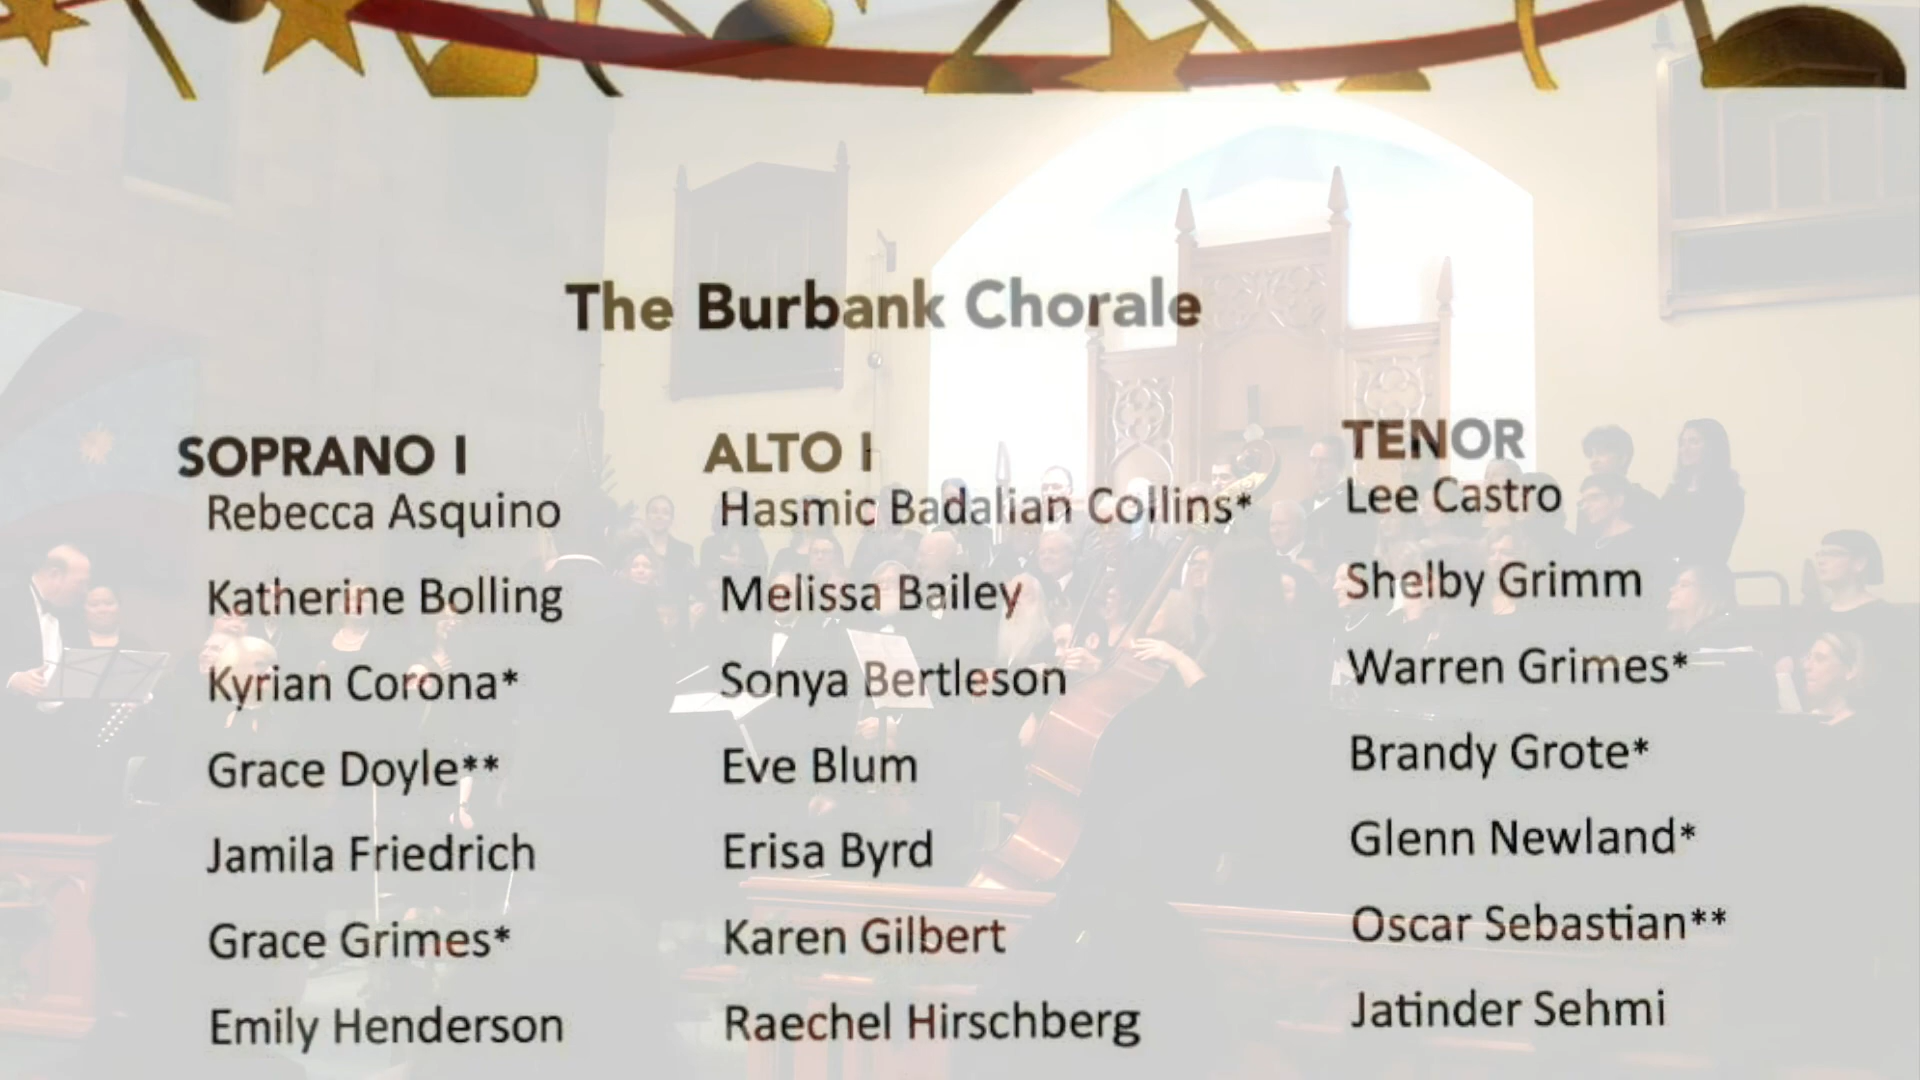 The Burbank Chorale
SOPRANO I
Rebecca Asquino
Katherine Bolling
Kyrian Corona*
Grace Doyle**
Jamila Friedrich
Grace Grimes*
Emily Henderson
ALTO I
Hasmic Badalian Collins*
Melissa Bailey
Sonya Bertleson
Eve Blum
Erisa Byrd
Karen Gilbert
Raechel Hirschberg
TENOR
Lee Castro
Shelby Grimm
Warren Grimes*
Brandy Grote*
Glenn Newland*
Oscar Sebastian**
Jatinder Sehmi